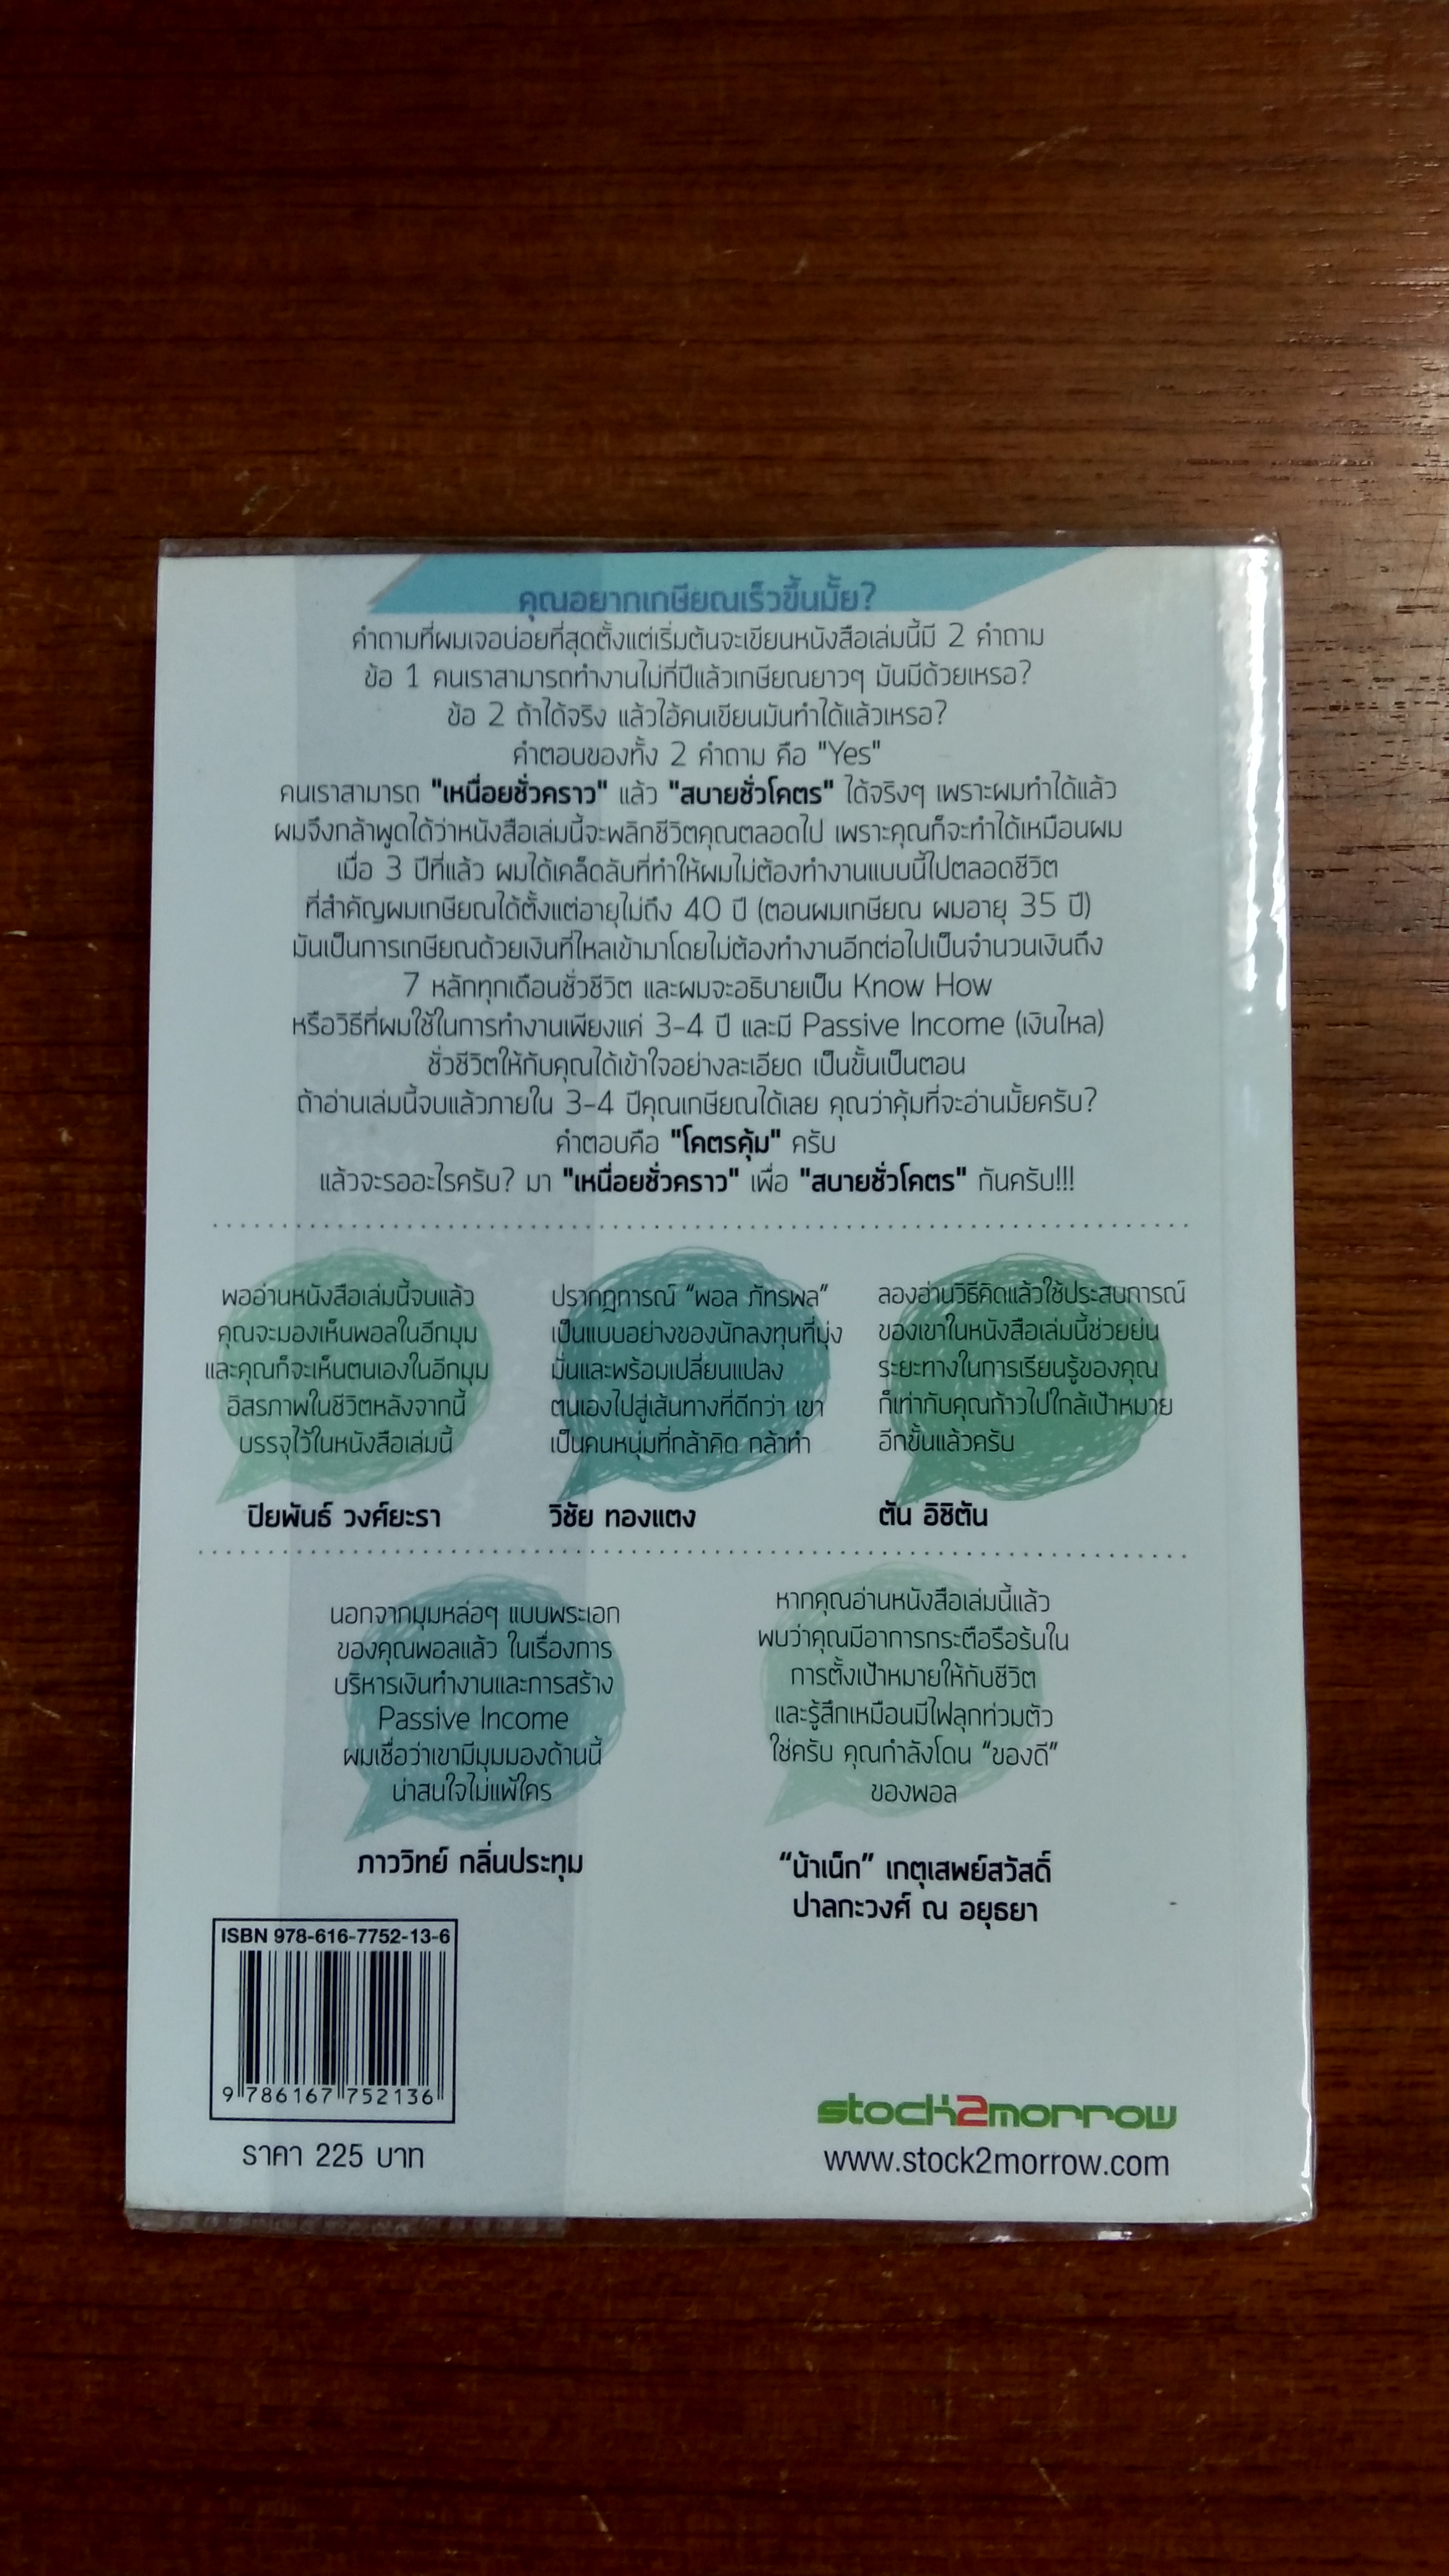 คุณอยากเกษียณเร็วขึ้นมั้ย?
คำถามที่ผมเจอบ่อยที่สุดตั้งแต่เริ่มต้นจะเขียนหนังสือเล่มนี้มี 2 คำถาม
ข้อ 1 คนเราสามารถทำงานไม่กี่ปีแล้วเกษียณยาวๆ มันมีด้วยเหรอ?
ข้อ 2 ถ้าได้จริง แล้วไอ้คนเขียนมันทำได้แล้วเหรอ?
คำตอบของทั้ง 2 คำถาม คือ "Yes"
คนเราสามารถ "เหนื่อยชั่วคราว" แล้ว "สบายชั่วโคตร" ได้จริงๆ เพราะผมทำได้แล้ว
ผมจึงกล้าพูดได้ว่าหนังสือเล่มนี้จะพลิกชีวิตคุณตลอดไป เพราะคุณก็จะทำได้เหมือนผม
เมื่อ 3 ปีที่แล้ว ผมได้เคล็ดลับที่ทำให้ผมไม่ต้องทำงานแบบนี้ไปตลอดชีวิต
ที่สำคัญผมเกษียณได้ตั้งแต่อายุไม่ถึง 40 ปี (ตอนผมเกษียณ ผมอายุ 35 ปี)
มันเป็นการเกษียณด้วยเงินที่ไหลเข้ามาโดยไม่ต้องทำงานอีกต่อไปเป็นจำนวนเงินถึง
7 หลักทุกเดือนชั่วชีวิต และผมจะอธิบายเป็น Know How
หรือวิธีที่ผมใช้ในการทำงานเพียงแค่ 3-4 ปี และมี Passive Income (เงินไหล)
ชั่วชีวิตให้กับคุณได้เข้าใจอย่างละเอียด เป็นขั้นเป็นตอน
ถ้าอ่านเล่มนี้จบแล้วภายใน 3-4 ปีคุณเกษียณได้เลย คุณว่าคุ้มที่จะอ่านมั้ยครับ?
คำตอบคือ "โคตรคุ้ม" ครับ
แล้วจะรออะไรครับ? มา "เหนื่อยชั่วคราว" เพื่อ "สบายชั่วโคตร" กันครับ!!!
พออ่านหนังสือเล่มนี้จบแล้ว
คุณจะมองเห็นพอลในอีกมุม
และคุณก็จะเห็นตนเองในอีกมุม
อิสรภาพในชีวิตหลังจากนี้
บรรจุไว้ในหนังสือเล่มนี้
ปิยพันธ์ วงศ์ยะรา
ปรากฏการณ์ “พอล ภัทรพล”
เป็นแบบอย่างของนักลงทุนที่มุ่ง
มั่นและพร้อมเปลี่ยนแปลง
ตนเองไปสู่เส้นทางที่ดีกว่า เขา
เป็นคนหนุ่มที่กล้าคิด กล้าทำ
วิชัย ทองแตง
ลองอ่านวิธีคิดแล้วใช้ประสบการณ์
ของเขาในหนังสือเล่มนี้ช่วยย่น
ระยะทางในการเรียนรู้ของคุณ
ก็เท่ากับคุณก้าวไปใกล้เป้าหมาย
อีกขั้นแล้วครับ
ตัน อิชิตัน
นอกจากมุมหล่อๆ แบบพระเอก
ของคุณพอลแล้ว ในเรื่องการ
บริหารเงินทำงานและการสร้าง
Passive Income
ผมเชื่อว่าเขามีมุมมองด้านนี้
น่าสนใจไม่แพ้ใคร
ภาววิทย์ กลิ่นประทุม
หากคุณอ่านหนังสือเล่มนี้แล้ว
พบว่าคุณมีอาการกระตือรือร้นใน
การตั้งเป้าหมายให้กับชีวิต
และรู้สึกเหมือนมีไฟลุกท่วมตัว
ใช่ครับ คุณกำลังโดน “ของดี”
ของพอล
“น้าเน็ก” เกตุเสพย์สวัสดิ์
ปาลกะวงศ์ ณ อยุธยา
ISBN 978-616-7752-13-6
9 786167 752136
ราคา 225 บาท
stock2morrow
www.stock2morrow.com